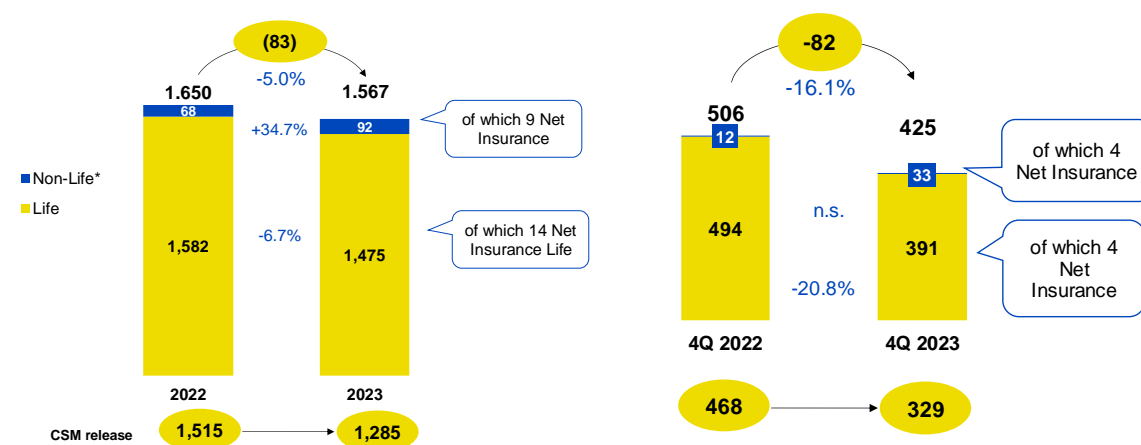 (83)
-5.0%
1.650
1.567
68
+34.7%
92
of which 9 Net
Insurance
Non-Life*
Life
1,582
-6.7%
1,475
of which 14 Net
Insurance Life
2022
2023
CSM release
1,515
1,285
-82
-16.1%
506
425
12
33
of which 4
Net Insurance
n.s.
494
391
of which 4
Net
Insurance
-20.8%
4Q 2022
4Q 2023
468
329